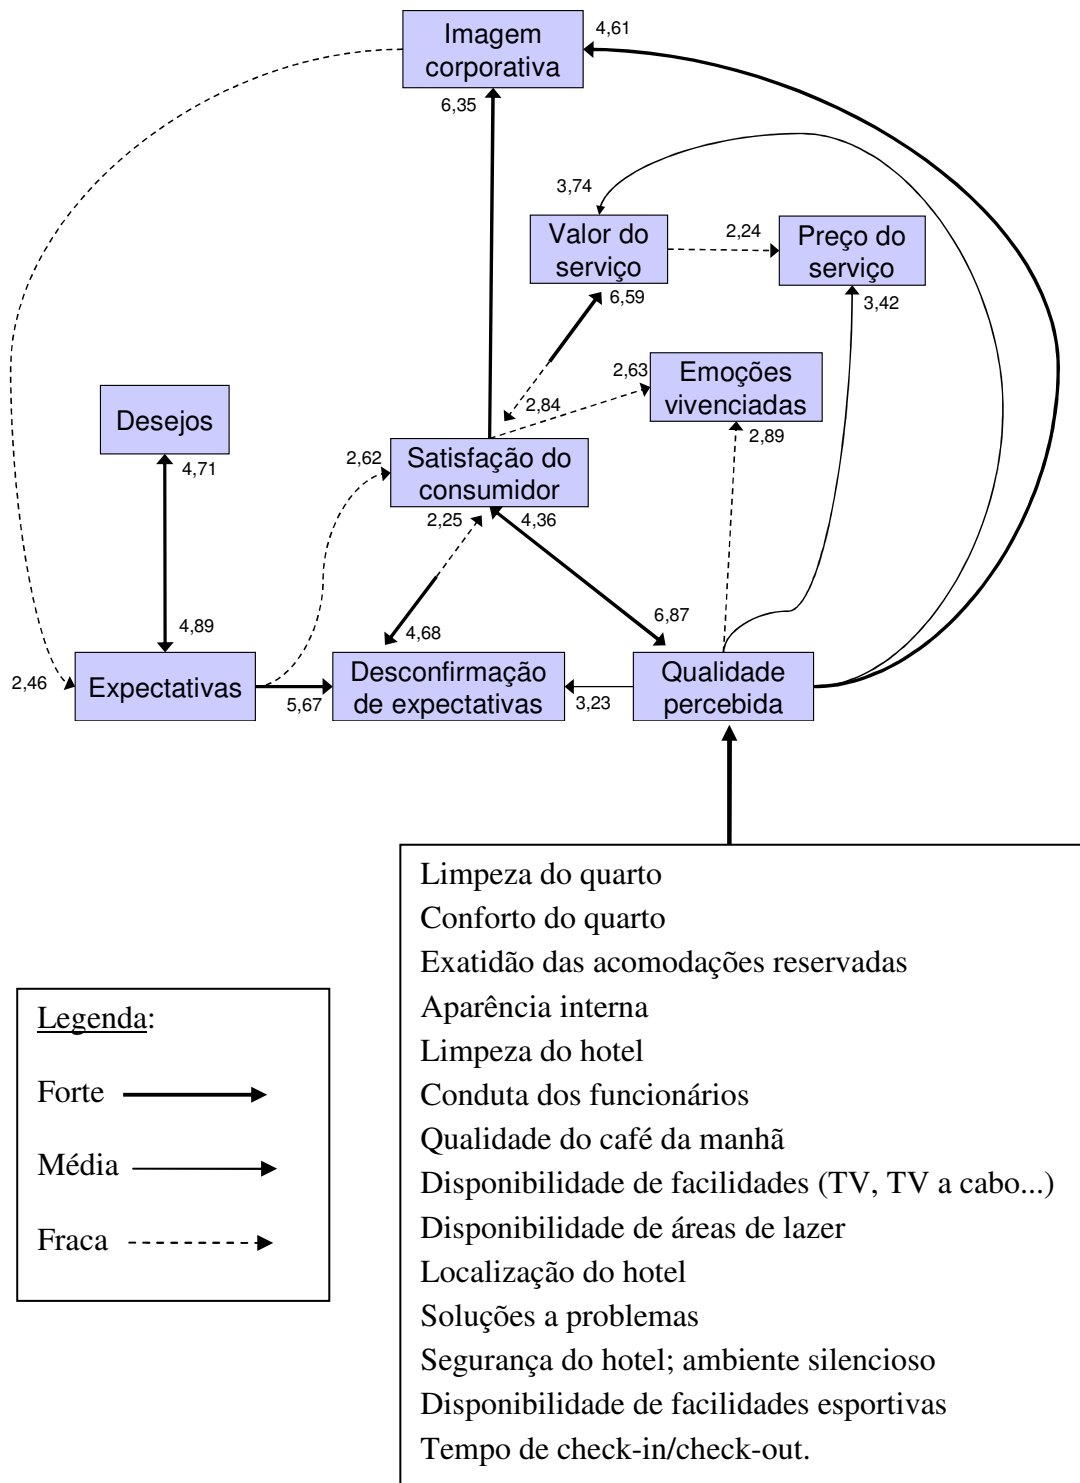 Imagem
corporativa
4,61
6,35
3,74
Valor do
serviço
2,24
Preço do
serviço
6,59
3,42
2,63
Emoções
vivenciadas
2,84
2,89
Desejos
4,71
2,62
Satisfação do
consumidor
2,25
4,36
4,89
4,68
6,87
2,46
Expectativas
5,67
Desconfirmação
de expectativas
3,23
Qualidade
percebida
Limpeza do quarto
Conforto do quarto
Exatidão das acomodações reservadas
Aparência interna
Limpeza do hotel
Conduta dos funcionários
Qualidade do café da manhã
Disponibilidade de facilidades (TV, TV a cabo...)
Disponibilidade de áreas de lazer
Localização do hotel
Soluções a problemas
Segurança do hotel; ambiente silencioso
Disponibilidade de facilidades esportivas
Tempo de check-in/check-out.
Legenda:
Forte
Média
Fraca